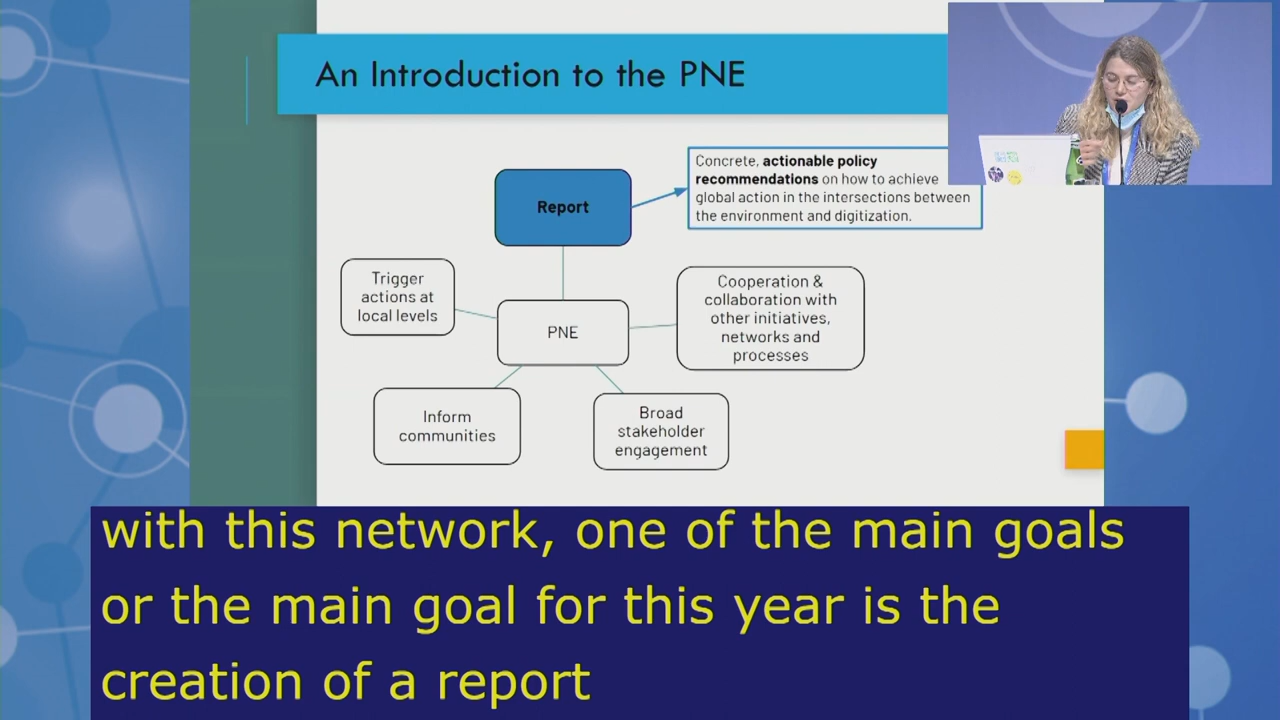 An Introduction to the PNE
Concrete, actionable policy
recommendations on how to achieve
global action in the intersections between
the environment and digitization.
Report
Trigger
actions at
local levels
PNE
Cooperation &
collaboration with
other initiatives,
networks and
processes
Inform
communities
Broad
stakeholder
engagement
with this network, one of the main goals
or the main goal for this year is the
creation of a report